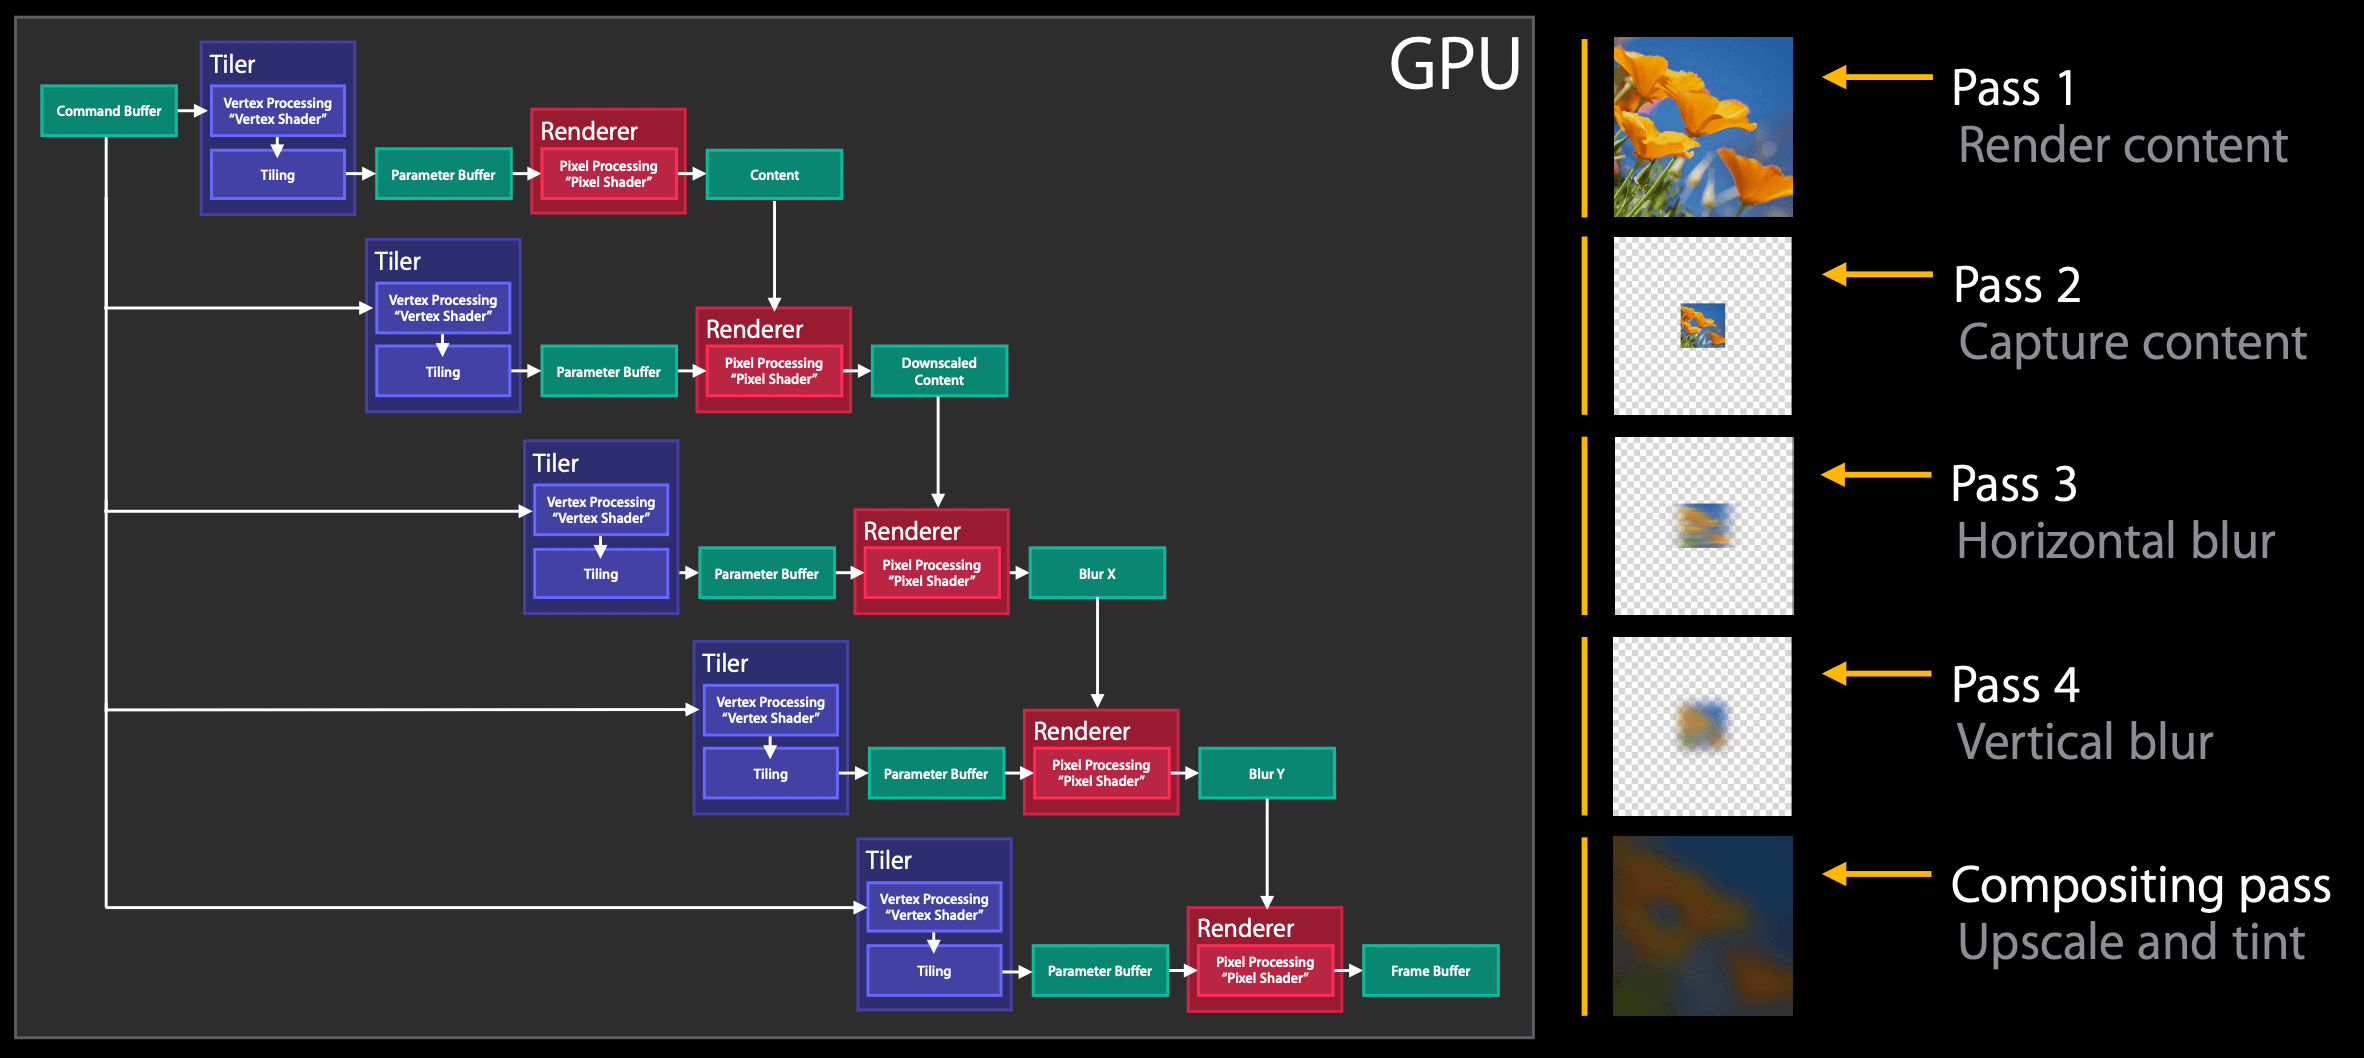 GPU
Tiler
Command Buffer
Vertex Processing
“Vertex Shader”
Tiling
Parameter Buffer
Renderer
Pixel Processing
“Pixel Shader”
Content
Tiler
Vertex Processing
“Vertex Shader”
Tiling
Parameter Buffer
Renderer
Pixel Processing
“Pixel Shader”
Downscaled
Content
Tiler
Vertex Processing
“Vertex Shader”
Tiling
Parameter Buffer
Renderer
Pixel Processing
“Pixel Shader”
Blur X
Tiler
Vertex Processing
“Vertex Shader”
Tiling
Parameter Buffer
Renderer
Pixel Processing
“Pixel Shader”
Blur Y
Tiler
Vertex Processing
“Vertex Shader”
Tiling
Parameter Buffer
Renderer
Pixel Processing
“Pixel Shader”
Frame Buffer
Pass 1
Render content
Pass 2
Capture content
Pass 3
Horizontal blur
Pass 4
Vertical blur
Compositing pass
Upscale and tint